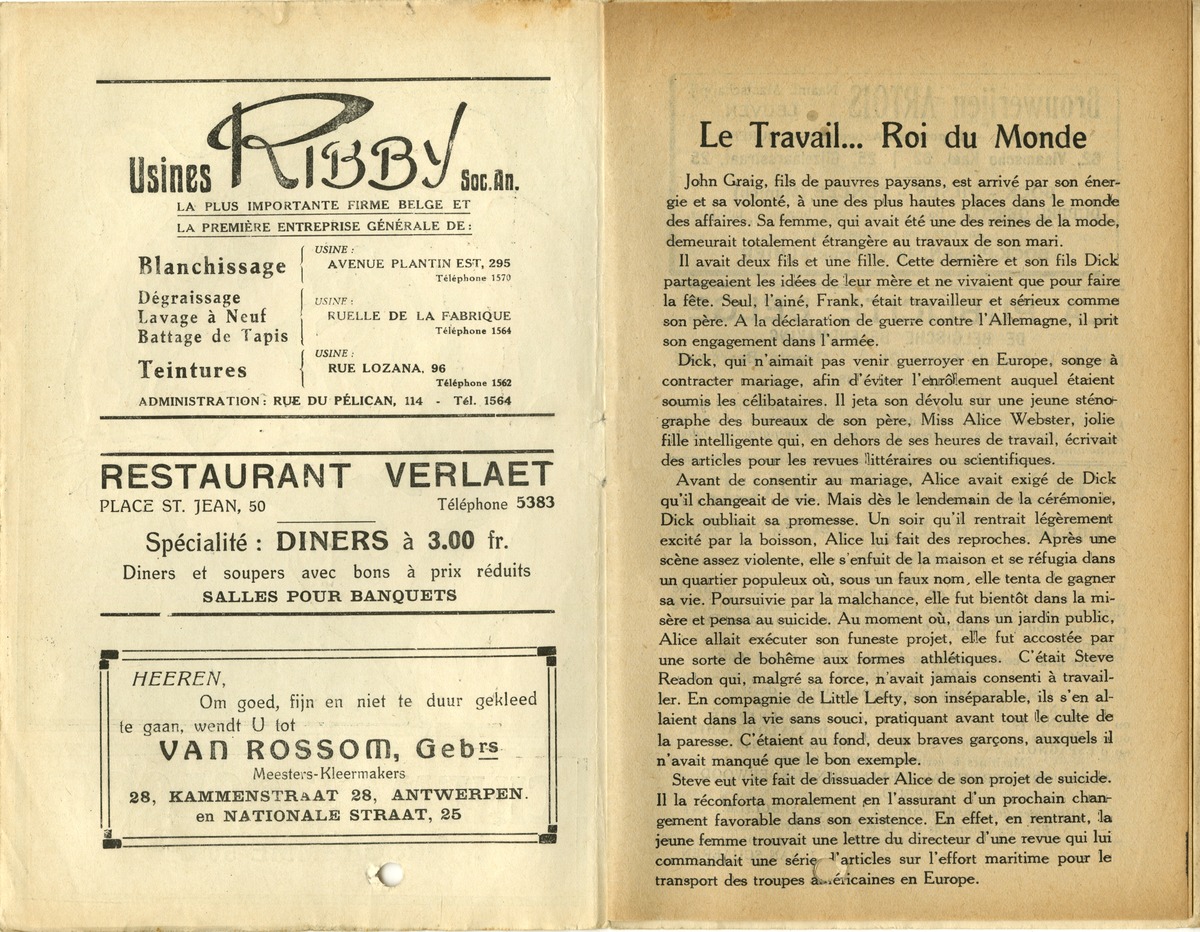 Usines RIBBY Soc. An.
LA PLUS IMPORTANTE FIRME BELGE ET
LA PREMIÈRE ENTREPRISE GÉNÉRALE DE :
Blanchissage
USINE :
AVENUE PLANTIN EST, 295
Téléphone 1570
Dégraissage
Lavage à Neuf
Battage de Tapis
USINE :
RUELLE DE LA FABRIQUE
Téléphone 1564
Teintures
USINE :
RUE LOZANA, 96
Téléphone 1562
ADMINISTRATION : RUE DU PÉLICAN, 114 - Tél. 1564
RESTAURANT VERLAET
PLACE ST. JEAN, 50 Téléphone 5383
Spécialité : DINERS à 3.00 fr.
Diners et soupers avec bons à prix réduits
SALLES POUR BANQUETS
HEEREN,
Om goed, fijn en niet te duur gekleed
te gaan, wendt U tot
VAN ROSSOM, Gebrs
Meesters-Kleermakers
28, KAMMENSTRAAT 28, ANTWERPEN.
en NATIONALE STRAAT, 25
Le Travail... Roi du Monde
John Graig, fils de pauvres paysans, est arrivé par son éner-
gie et sa volonté, à une des plus hautes places dans le monde
des affaires. Sa femme, qui avait été une des reines de la mode,
demeurait totalement étrangère au travaux de son mari.
Il avait deux fils et une fille. Cette dernière et son fils Dick
partageaient les idées de leur mère et ne vivaient que pour faire
la fête. Seul, l'ainé, Frank, était travailleur et sérieux comme
son père. A la déclaration de guerre contre l'Allemagne, il prit
son engagement dans l'armée.
Dick, qui n'aimait pas venir guerroyer en Europe, songe à
contracter mariage, afin d'éviter l'enrôlement auquel étaient
soumis les célibataires. Il jeta son dévolu sur une jeune sténo-
graphe des bureaux de son père, Miss Alice Webster, jolie
fille intelligente qui, en dehors de ses heures de travail, écrivait
des articles pour les revues littéraires ou scientifiques.
Avant de consentir au mariage, Alice avait exigé de Dick
qu'il changeait de vie. Mais dès le lendemain de la cérémonie,
Dick oubliait sa promesse. Un soir qu'il rentrait légèrement
excité par la boisson, Alice lui fait des reproches. Après une
scène assez violente, elle s'enfuit de la maison et se réfugia dans
un quartier populeux où, sous un faux nom, elle tenta de gagner
sa vie. Poursuivie par la malchance, elle fut bientôt dans la mi-
sère et pensa au suicide. Au moment où, dans un jardin public,
Alice allait exécuter son funeste projet, elle fut accostée par
une sorte de bohême aux formes athlétiques. C'était Steve
Readon qui, malgré sa force, n'avait jamais consenti à travail-
ler. En compagnie de Little Lefty, son inséparable, ils s'en al-
laient dans la vie sans souci, pratiquant avant tout le culte de
la paresse. C'étaient au fond, deux braves garçons, auxquels il
n'avait manqué que le bon exemple.
Steve eut vite fait de dissuader Alice de son projet de suicide.
Il la réconforta moralement en l'assurant d'un prochain chan-
gement favorable dans son existence. En effet, en rentrant, la
jeune femme trouvait une lettre du directeur d'une revue qui lui
commandait une série d'articles sur l'effort maritime pour le
transport des troupes américaines en Europe.